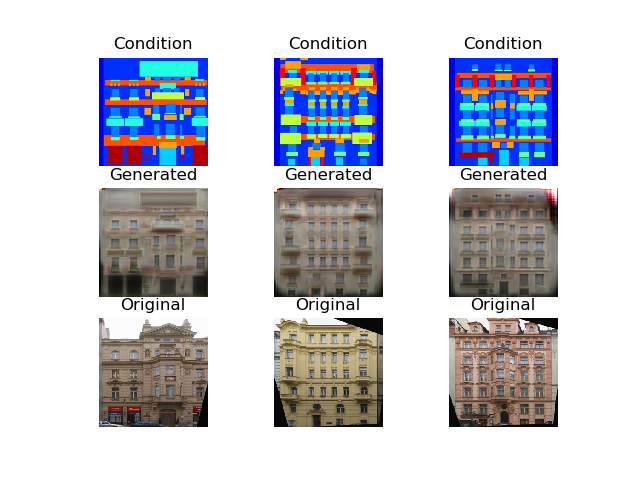 Condition
Condition
Condition
Generated
Generated
Generated
Original
Original
Original